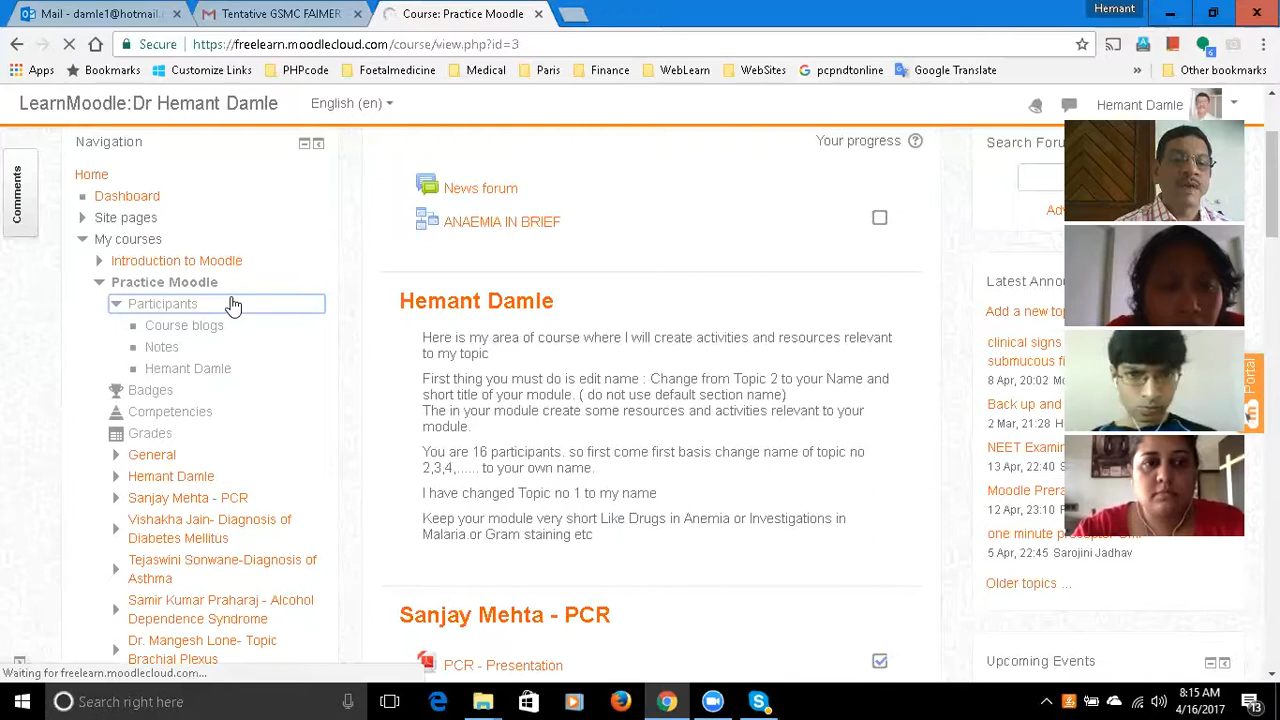 Mail - damle1@hotmail.c
Tentative GSMC FAIMER
Course: Practice Moodle
Hemant
Secure
https://freelearn.moodlecloud.com/course/view.php?id=3
6
Apps
Bookmarks
Customize Links
PHPcode
Foetalmedicine
Medical
Paris
Finance
WebLearn
WebSites
pcpndtonline
Google Translate
Other bookmarks
LearnMoodle:Dr Hemant Damle
English (en)
Hemant Damle
Comments
Navigation
Home
Dashboard
Site pages
My courses
Introduction to Moodle
Practice Moodle
Participants
Course blogs
Notes
Hemant Damle
Badges
Competencies
Grades
General
Hemant Damle
Sanjay Mehta - PCR
Vishakha Jain- Diagnosis of
Diabetes Mellitus
Tejaswini Sonwane-Diagnosis of
Asthma
Samir Kumar Praharaj - Alcohol
Dependence Syndrome
Dr. Mangesh Lone- Topic
Brachial Plexus
Your progress
News forum
ANAEMIA IN BRIEF
Hemant Damle
Here is my area of course where I will create activities and resources relevant
to my topic
First thing you must do is edit name : Change from Topic 2 to your Name and
short title of your module. ( do not use default section name)
The in your module create some resources and activities relevant to your
module.
You are 16 participants. so first come first basis change name of topic no
2,3,4,...... to your own name.
I have changed Topic no 1 to my name
Keep your module very short Like Drugs in Anemia or Investigations in
Malaria or Gram staining etc
Sanjay Mehta - PCR
PCR - Presentation
Search Foru
Latest Announ
Add a new top
clinical signs
submucous fi
8 Apr, 20:02 M
Back up and
2 Mar, 21:28 H
NEET Examin
13 Apr, 22:40 S
Moodle Prera
12 Apr, 23:10 P
one minute preceptor
5 Apr, 22:45 Sarojini Jadhav
Older topics ...
Upcoming Events
Portal
Waiting for freelearn.moodlecloud.com...
Search right here
8:15 AM
4/16/2017
13